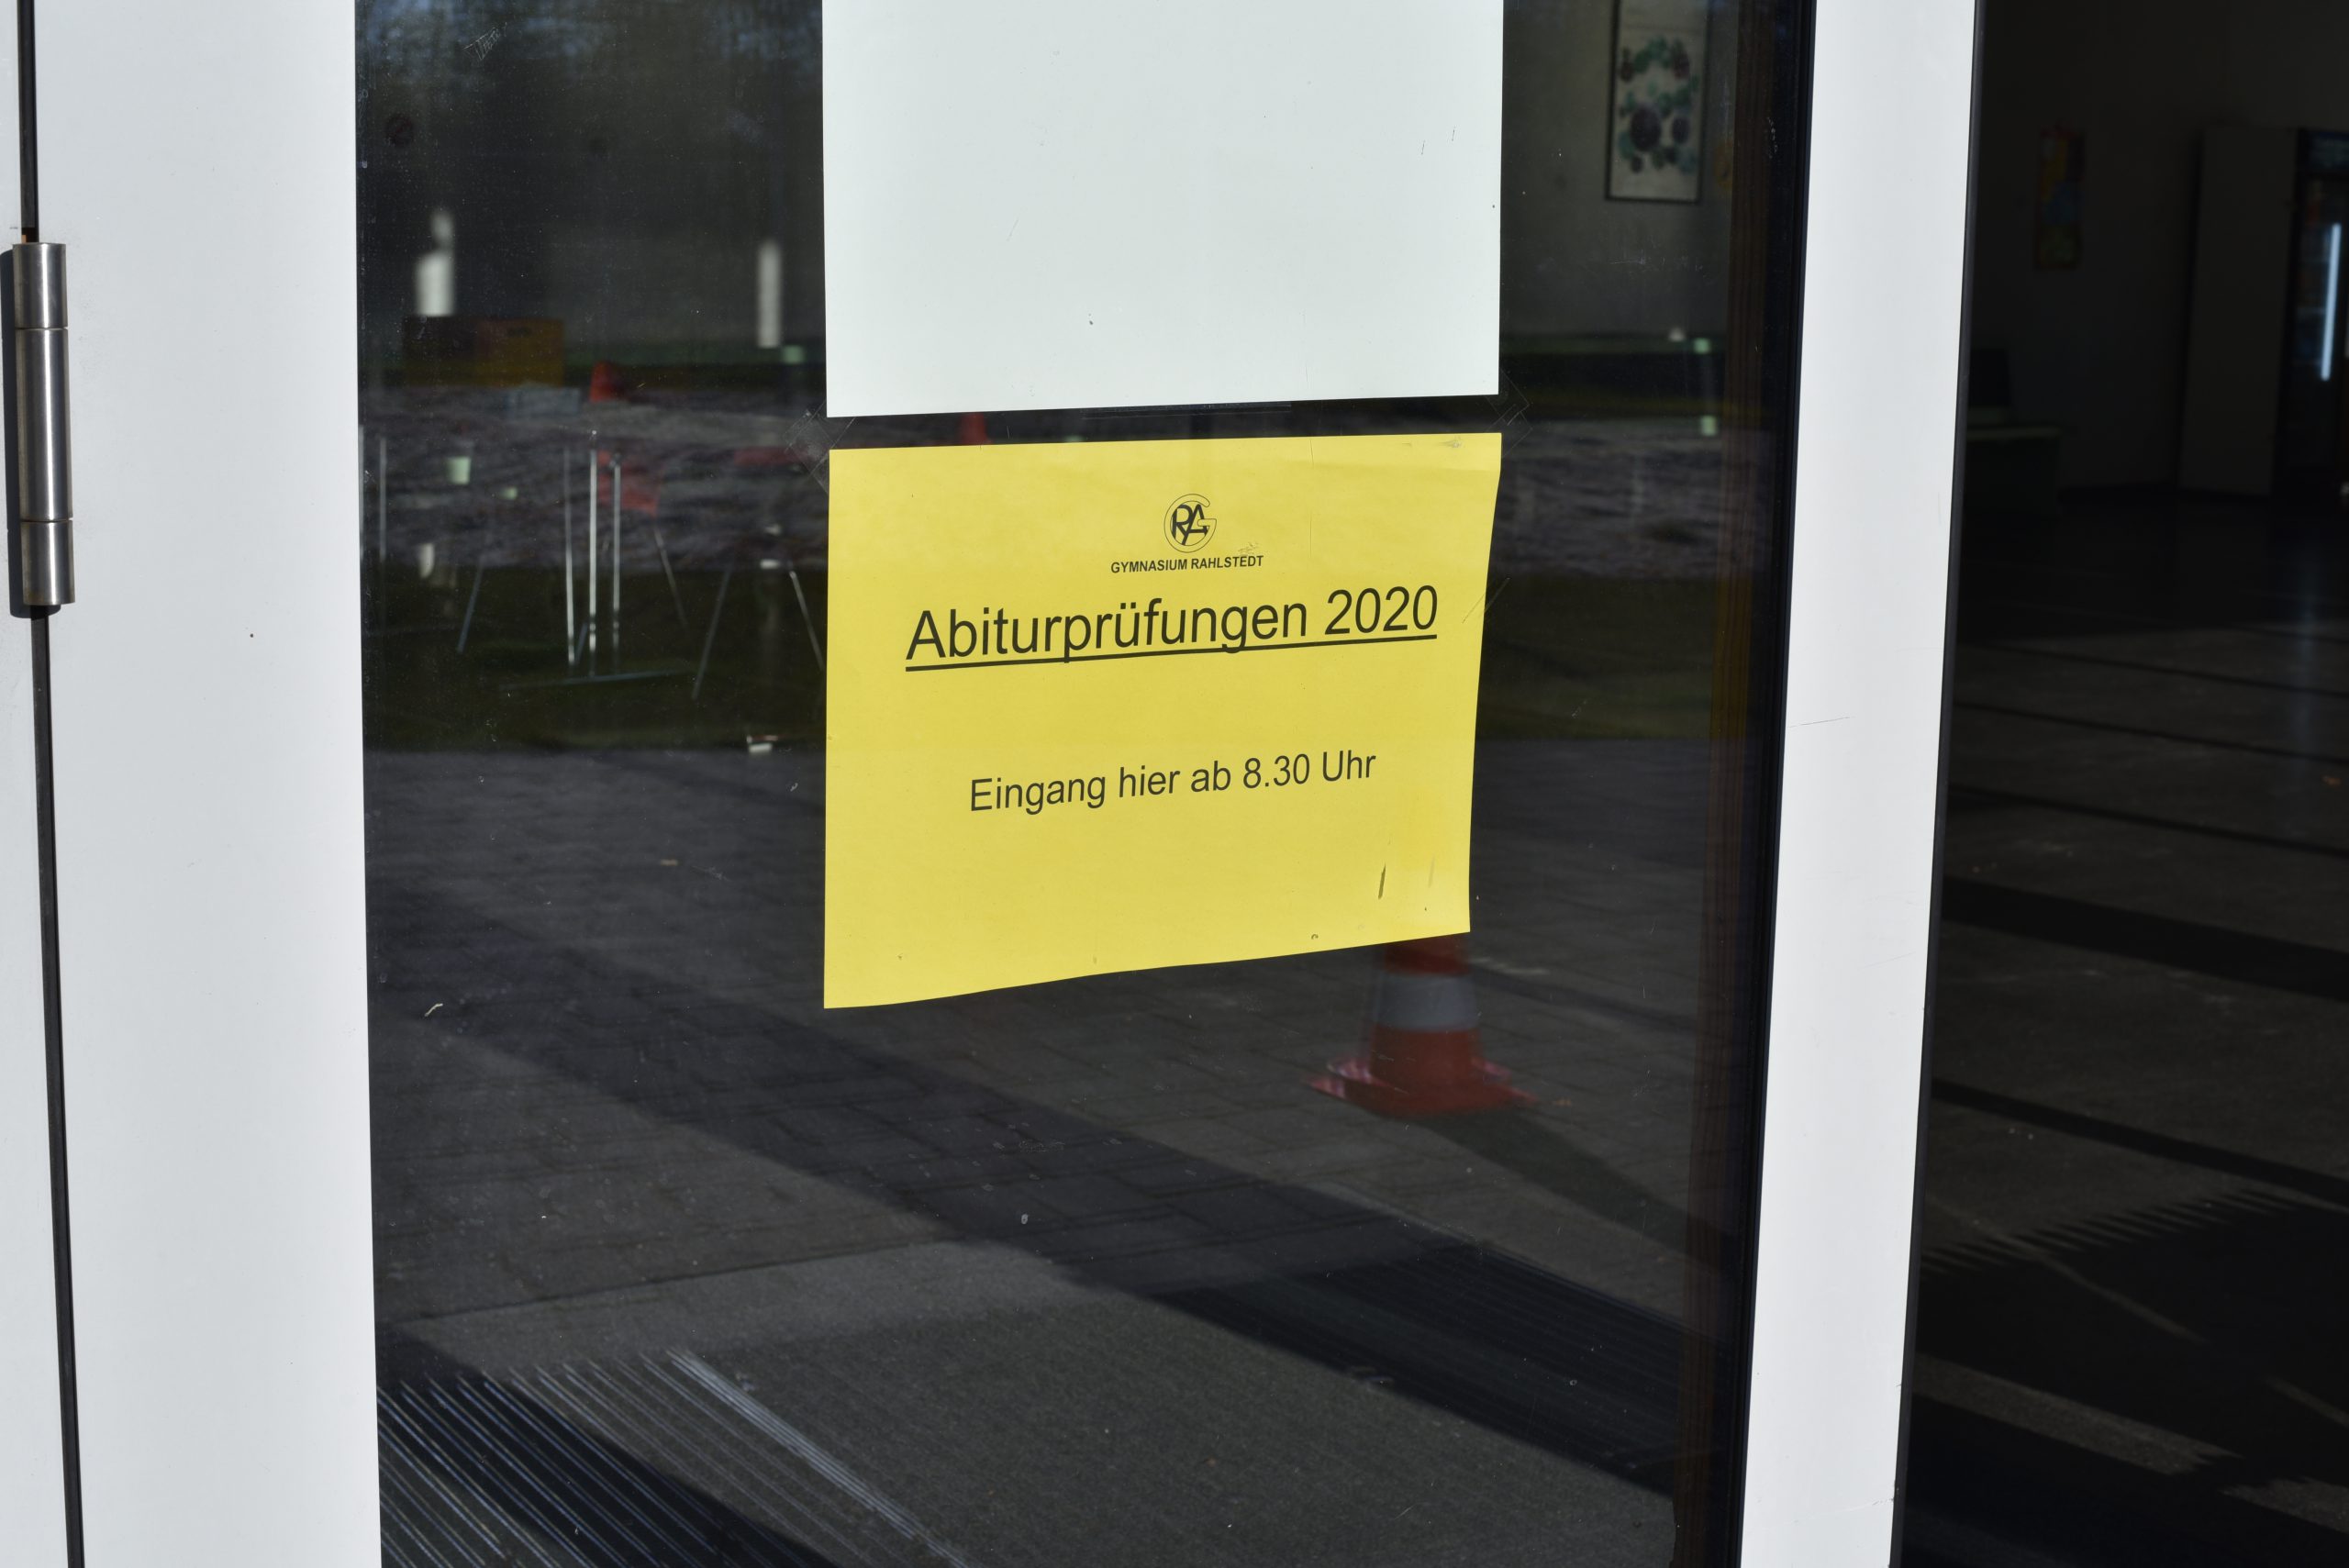 GYMNASIUM RAHLSTEDT
Abiturprüfungen 2020
Eingang hier ab 8.30 Uhr